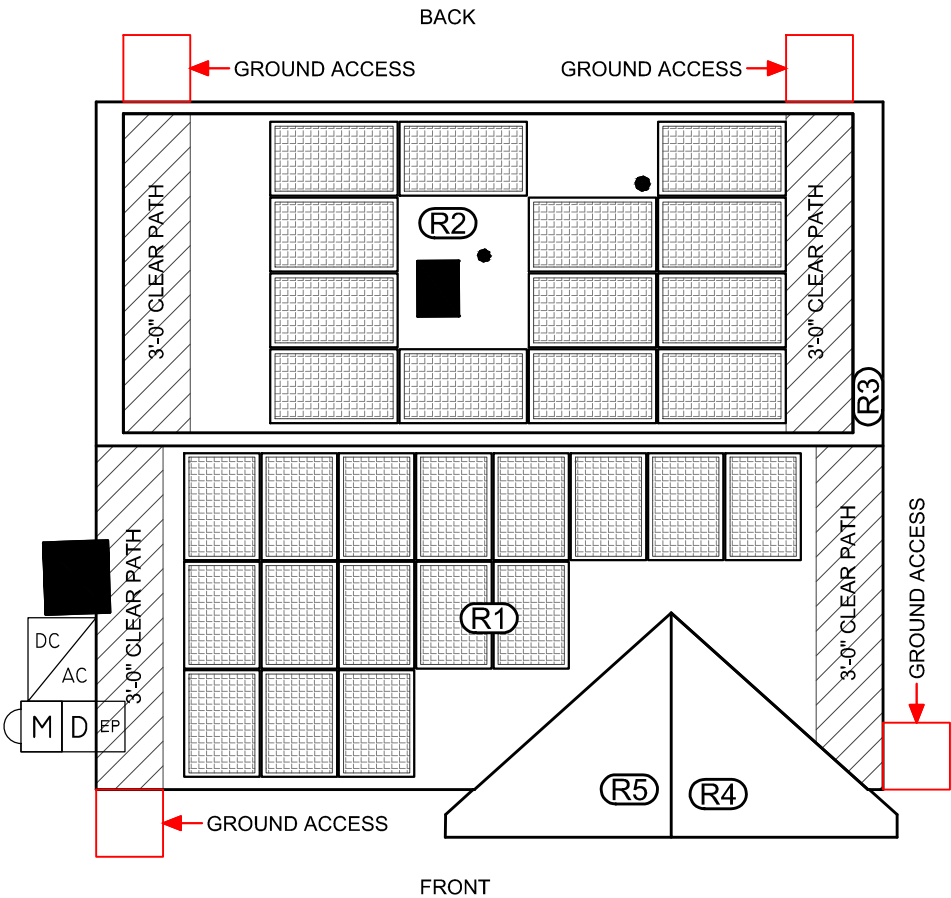 BACK
GROUND ACCESS
GROUND ACCESS
3'-0" CLEAR PATH
R2
3'-0" CLEAR PATH
R3
3'-0" CLEAR PATH
3'-0" CLEAR PATH
GROUND ACCESS
R1
DC
AC
M
D
EP
R5
R4
GROUND ACCESS
FRONT